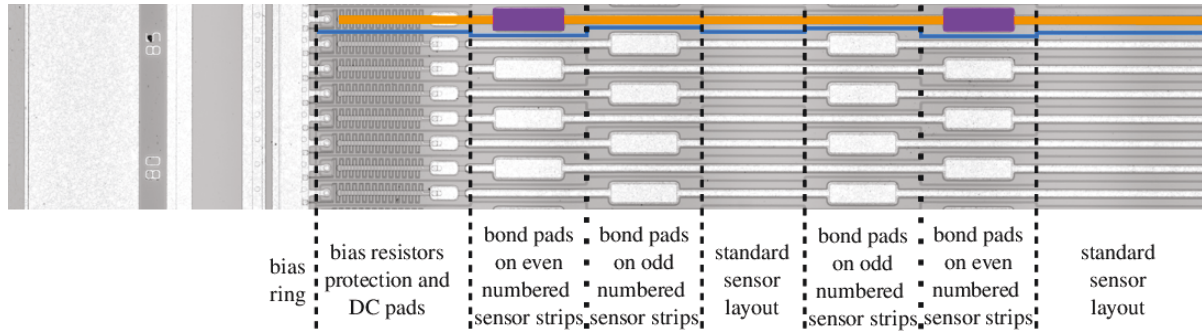 85
80
bias
ring
bias resistors
protection and
DC pads
bond pads
on even
numbered
sensor strips
bond pads
on odd
numbered
sensor strips
standard
sensor
layout
bond pads
on odd
numbered
sensor strips
bond pads
on even
numbered
sensor strips
standard
sensor
layout